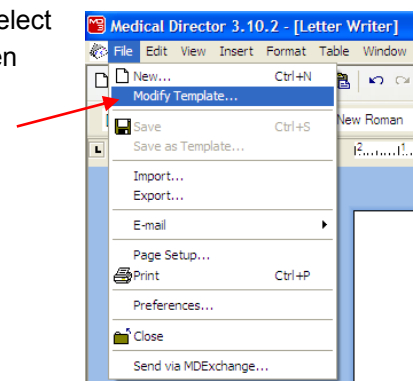 elect
en
Medical Director 3.10.2 - [Letter Writer]
File Edit View Insert Format Table Window
New... Ctrl+N
Modify Template...
Save Ctrl+S
Save as Template...
New Roman
L
2 1
Import...
Export...
E-mail
Page Setup...
Print Ctrl+P
Preferences...
Close
Send via MDExchange...